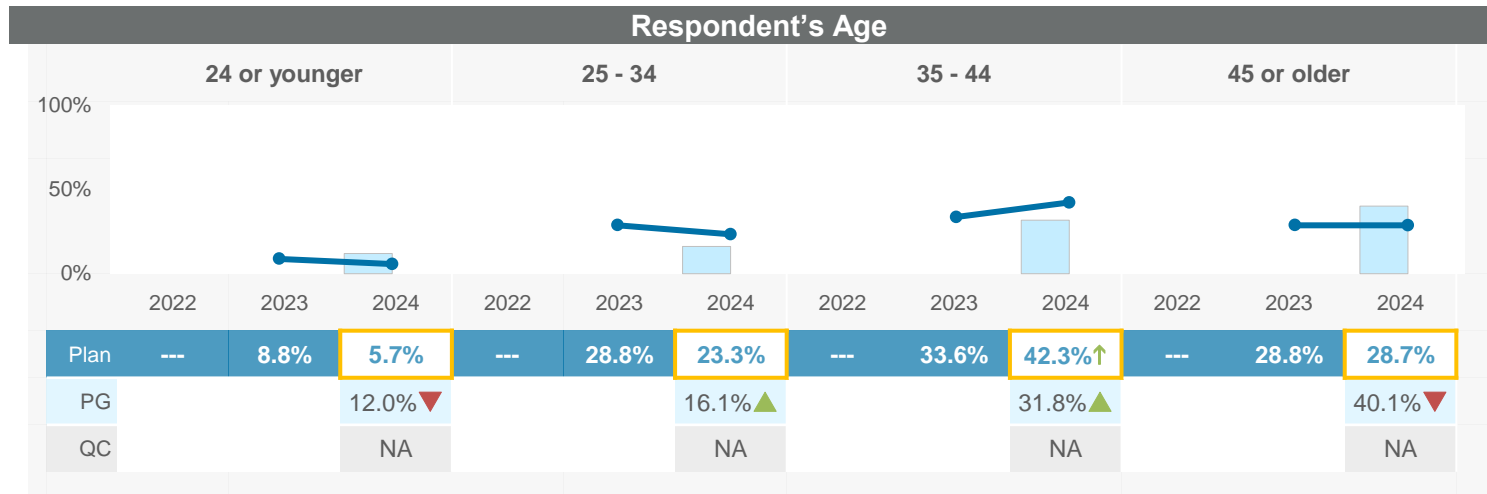 Respondent's Age
24 or younger 25 - 34 35 - 44 45 or older
100%
50%
0%
2022 2023 2024 2022 2023 2024 2022 2023 2024 2022 2023 2024
Plan --- 8.8% 5.7% --- 28.8% 23.3% --- 33.6% 42.3%↑ --- 28.8% 28.7%
PG 12.0%▼ 16.1%▲ 31.8%▲ 40.1%▼
QC NA NA NA NA